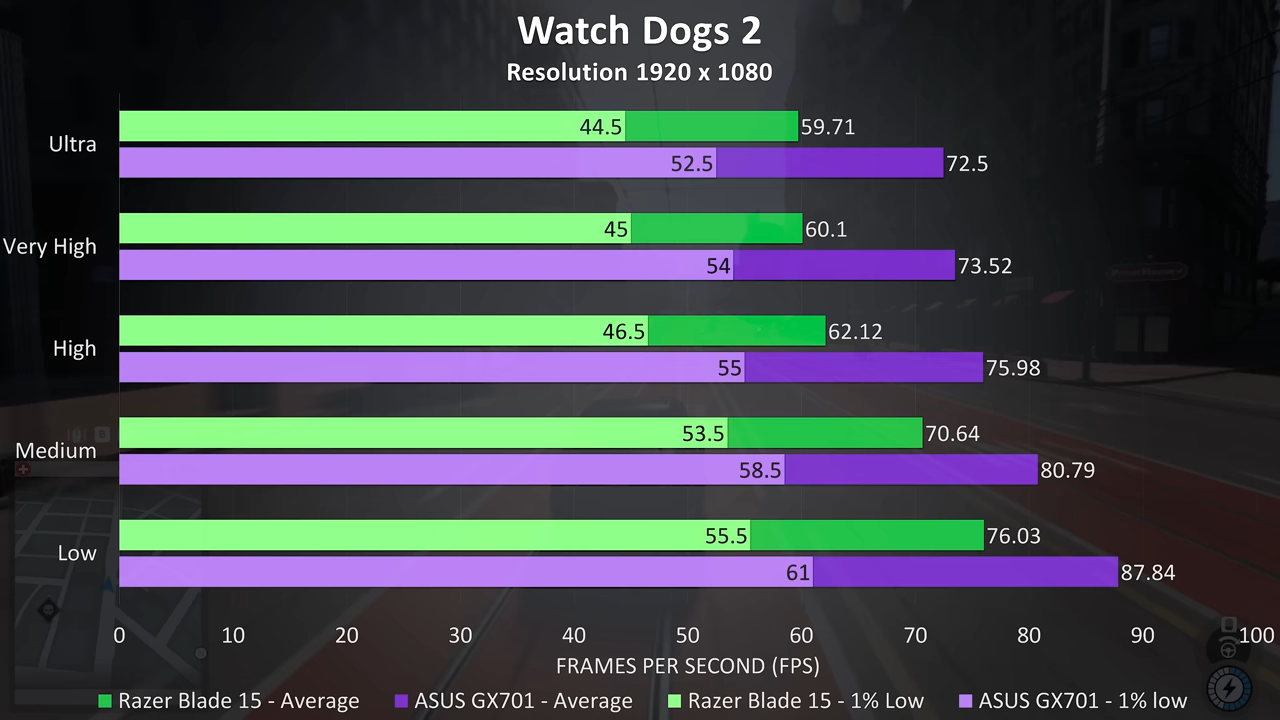 Watch Dogs 2
Resolution 1920 x 1080
Ultra
44.5 59.71
52.5 72.5
Very High
45 60.1
54 73.52
High
46.5 62.12
55 75.98
Medium
53.5 70.64
58.5 80.79
Low
55.5 76.03
61 87.84
0 10 20 30 40 50 60 70 80 90 100
FRAMES PER SECOND (FPS)
Razer Blade 15 - Average ASUS GX701 - Average Razer Blade 15 - 1% Low ASUS GX701 - 1% low